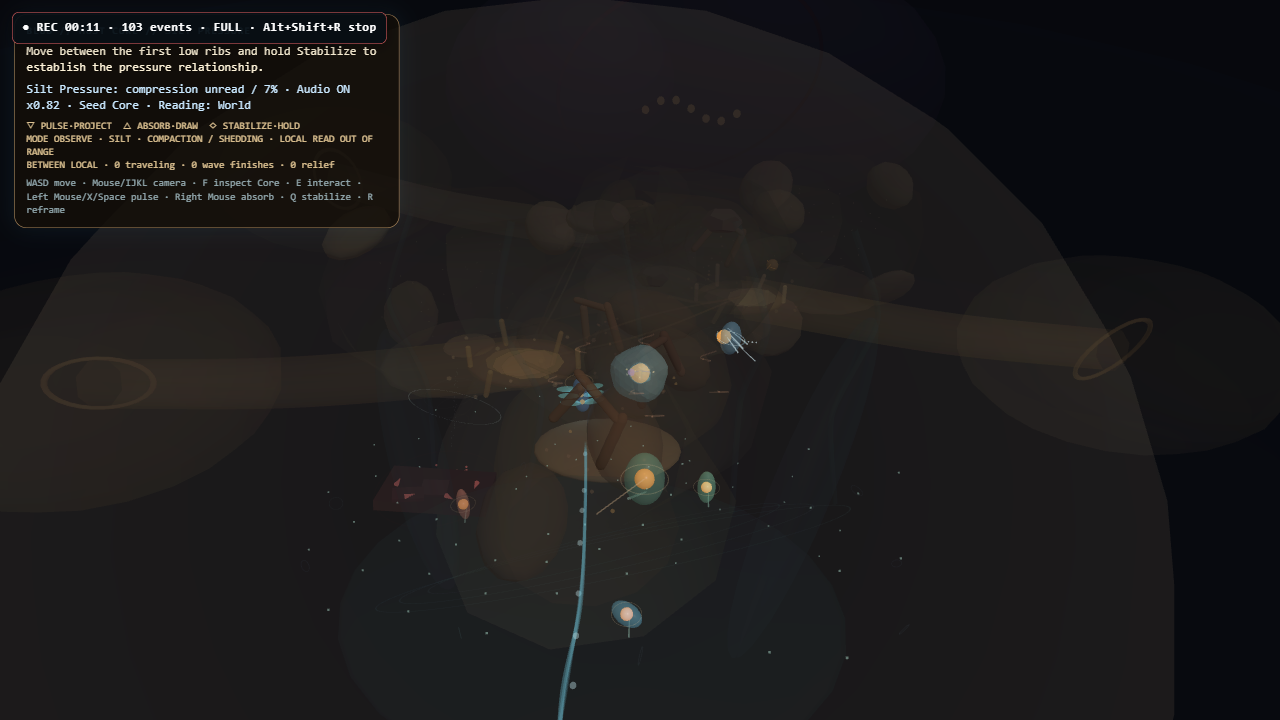 ● REC 00:11 · 103 events · FULL · Alt+Shift+R stop
Move between the first low ribs and hold Stabilize to
establish the pressure relationship.
Silt Pressure: compression unread / 7% · Audio ON
x0.82 · Seed Core · Reading: World
▽ PULSE·PROJECT △ ABSORB·DRAW ◇ STABILIZE·HOLD
MODE OBSERVE · SILT · COMPACTION / SHEDDING · LOCAL READ OUT OF
RANGE
BETWEEN LOCAL · 0 traveling · 0 wave finishes · 0 relief
WASD move · Mouse/IJKL camera · F inspect Core · E interact ·
Left Mouse/X/Space pulse · Right Mouse absorb · Q stabilize · R
reframe